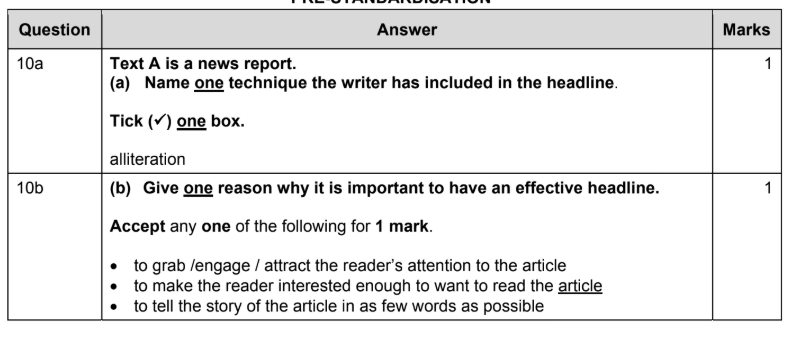 PRE-STANDARDISATION
Question Answer Marks
10a Text A is a news report. 1
(a) Name one technique the writer has included in the headline.
Tick (✓) one box.
alliteration
10b (b) Give one reason why it is important to have an effective headline. 1
Accept any one of the following for 1 mark.
• to grab /engage / attract the reader’s attention to the article
• to make the reader interested enough to want to read the article
• to tell the story of the article in as few words as possible